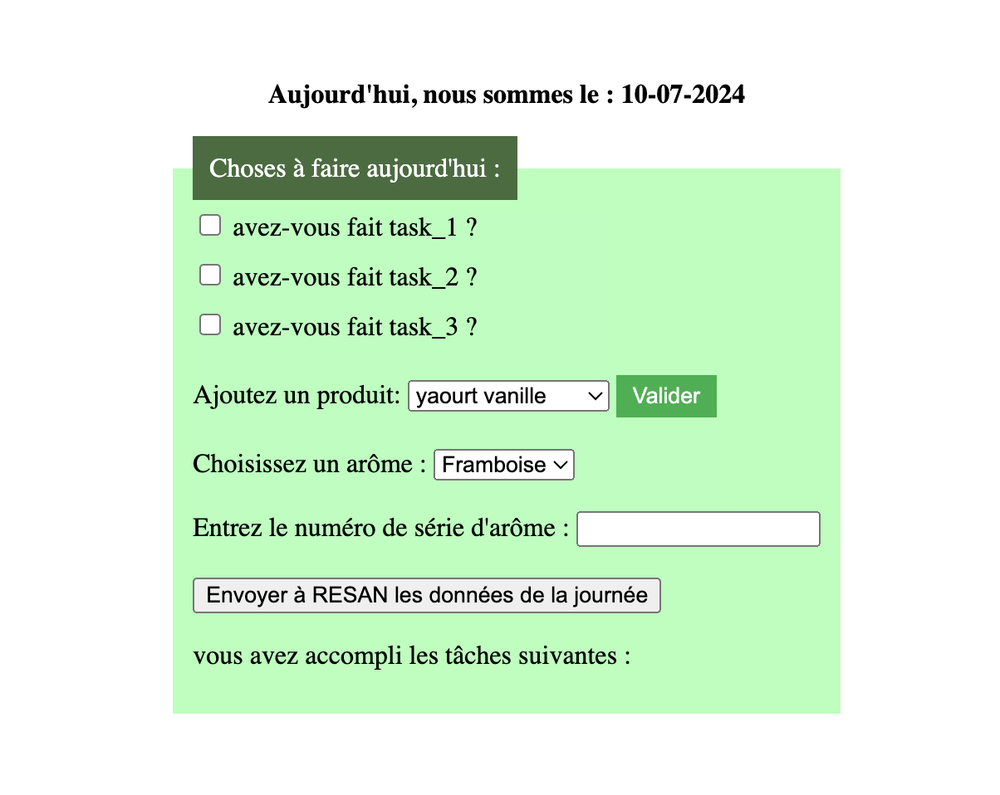 Aujourd'hui, nous sommes le : 10-07-2024
Choses à faire aujourd'hui :
avez-vous fait task_1 ?
avez-vous fait task_2 ?
avez-vous fait task_3 ?
Ajoutez un produit: yaourt vanille Valider
Choisissez un arôme : Framboise
Entrez le numéro de série d'arôme :
Envoyer à RESAN les données de la journée
vous avez accompli les tâches suivantes :